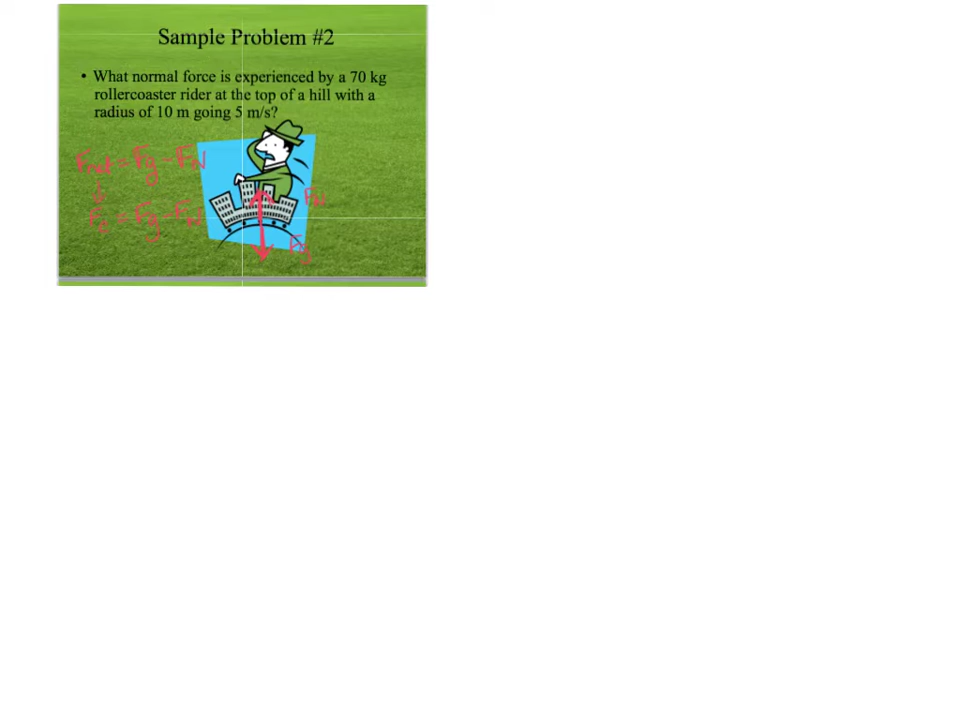 Sample Problem #2
• What normal force is experienced by a 70 kg
rollercoaster rider at the top of a hill with a
radius of 10 m going 5 m/s?
Fnet = Fg - FN
FN
Fc = Fg - FN
Fg